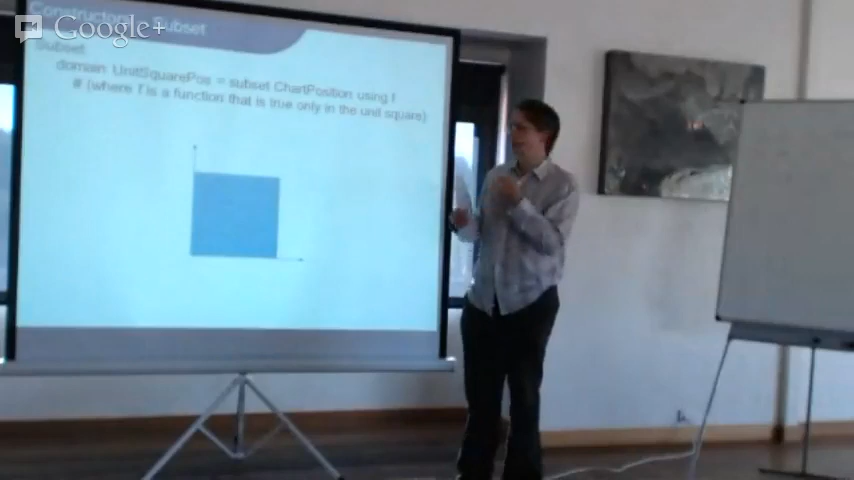 Google+
Constructors: Subset
Subset
domain UnitSquarePos = subset ChartPosition using f
# (where f is a function that is true only in the unit square)